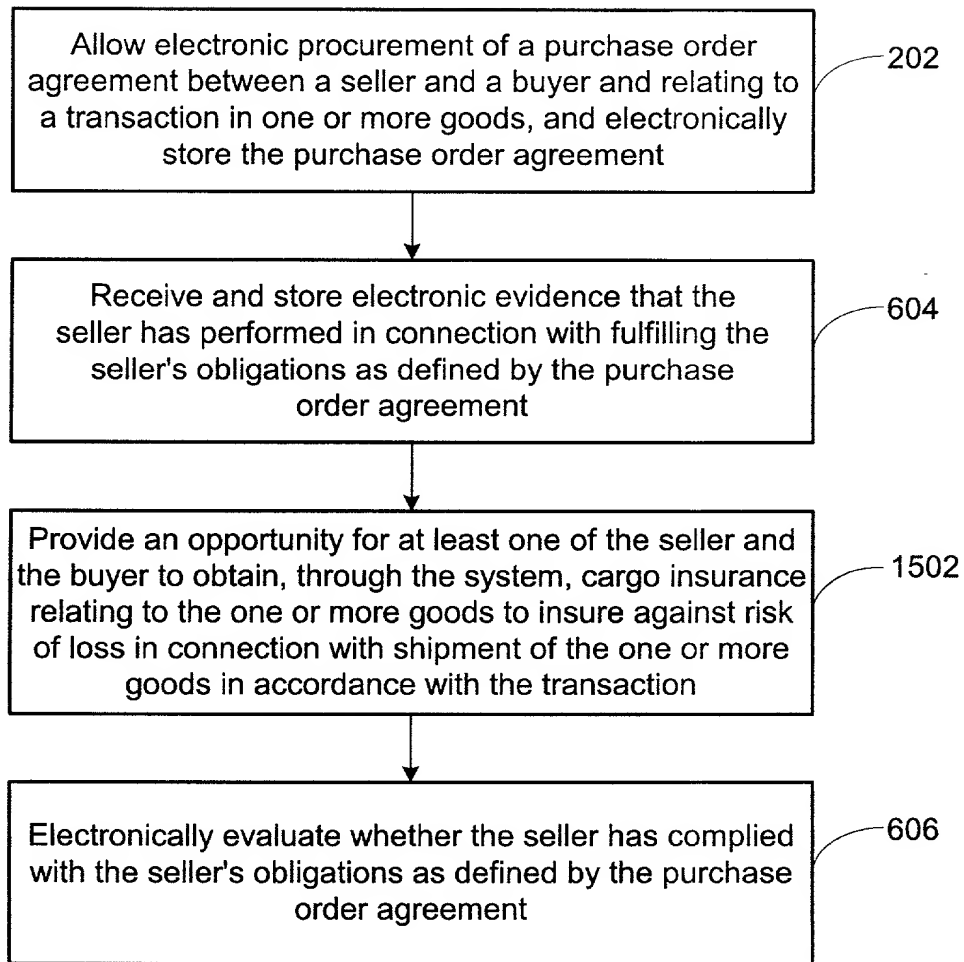 Allow electronic procurement of a purchase order
agreement between a seller and a buyer and relating to
a transaction in one or more goods, and electronically
store the purchase order agreement
202
Receive and store electronic evidence that the
seller has performed in connection with fulfilling the
seller's obligations as defined by the purchase
order agreement
604
Provide an opportunity for at least one of the seller and
the buyer to obtain, through the system, cargo insurance
relating to the one or more goods to insure against risk
of loss in connection with shipment of the one or more
goods in accordance with the transaction
1502
Electronically evaluate whether the seller has complied
with the seller's obligations as defined by the purchase
order agreement
606